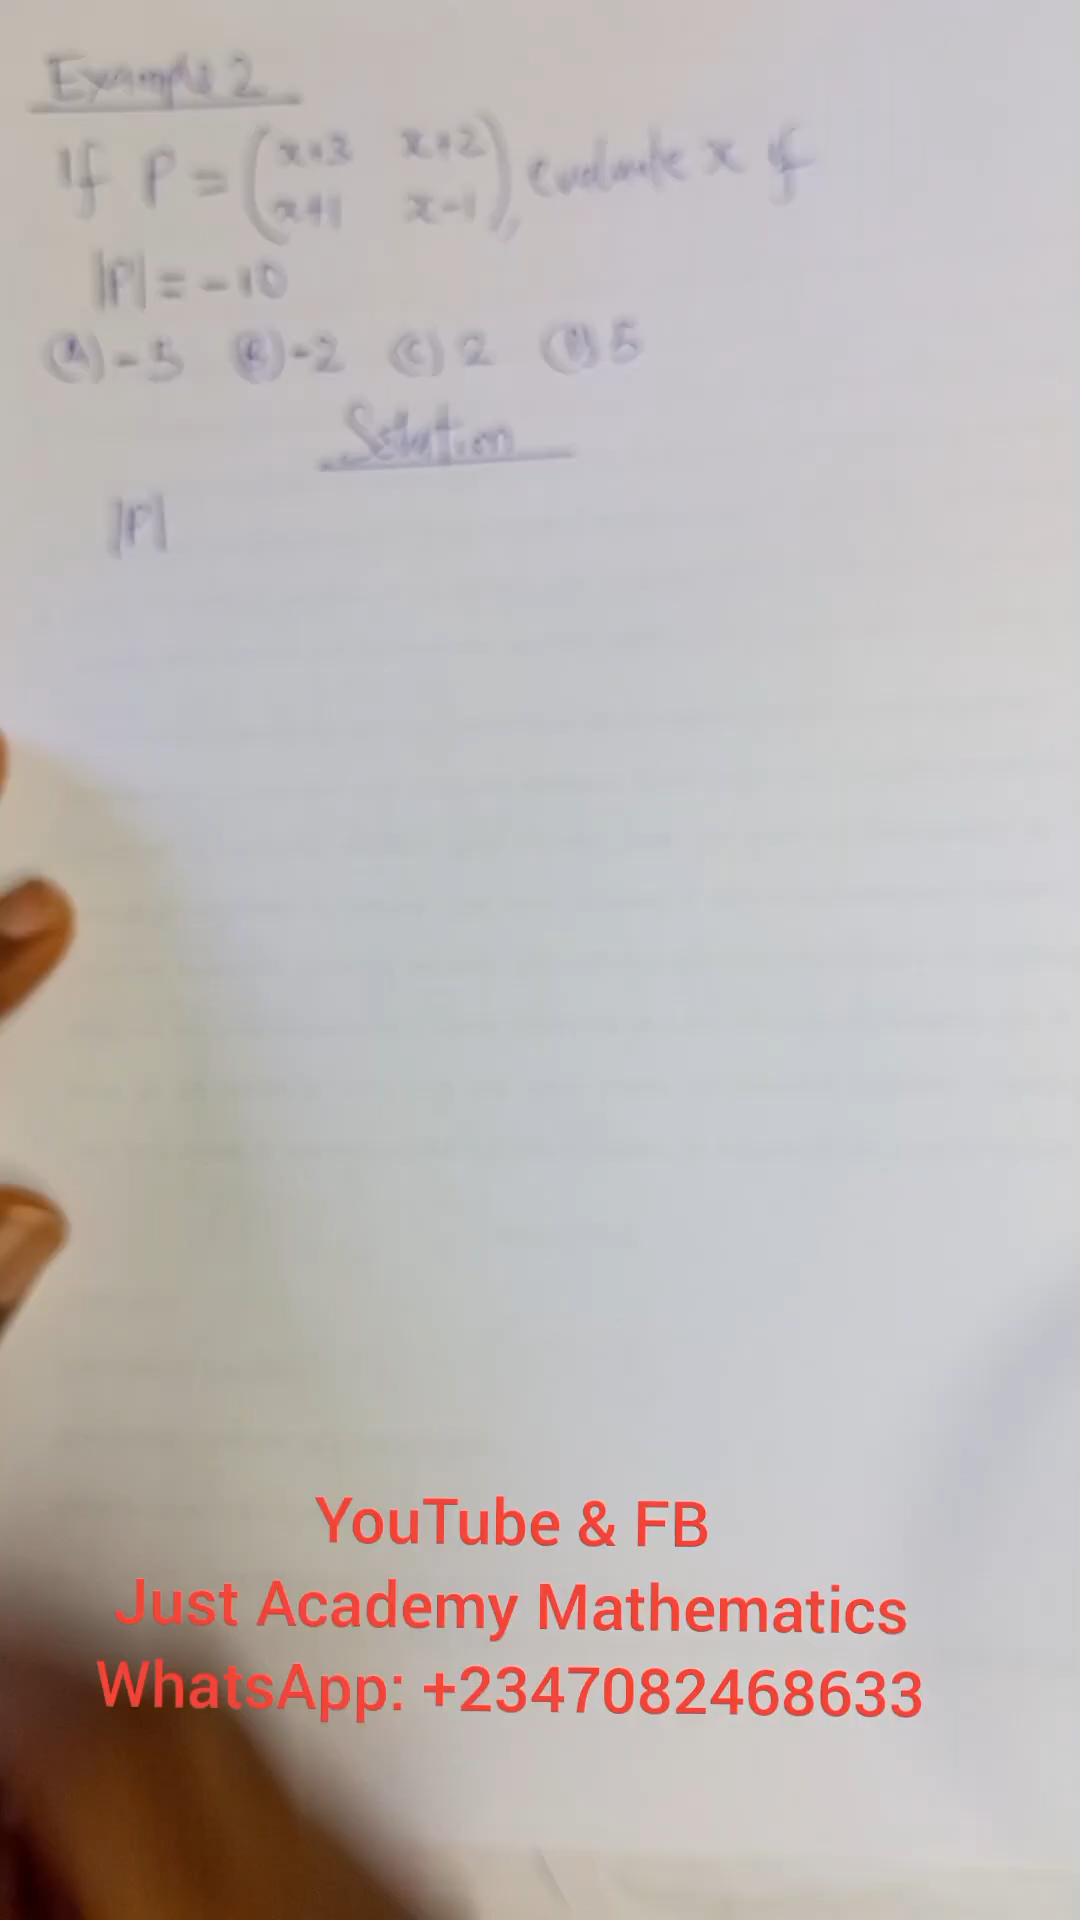 Example 2
If P = (x+3 x+2
x+1 x-1), evaluate x if
|P| = -10
(A) -5 (B) -2 (C) 2 (D) 5
Solution
|P|
YouTube & FB
Just Academy Mathematics
WhatsApp: +2347082468633